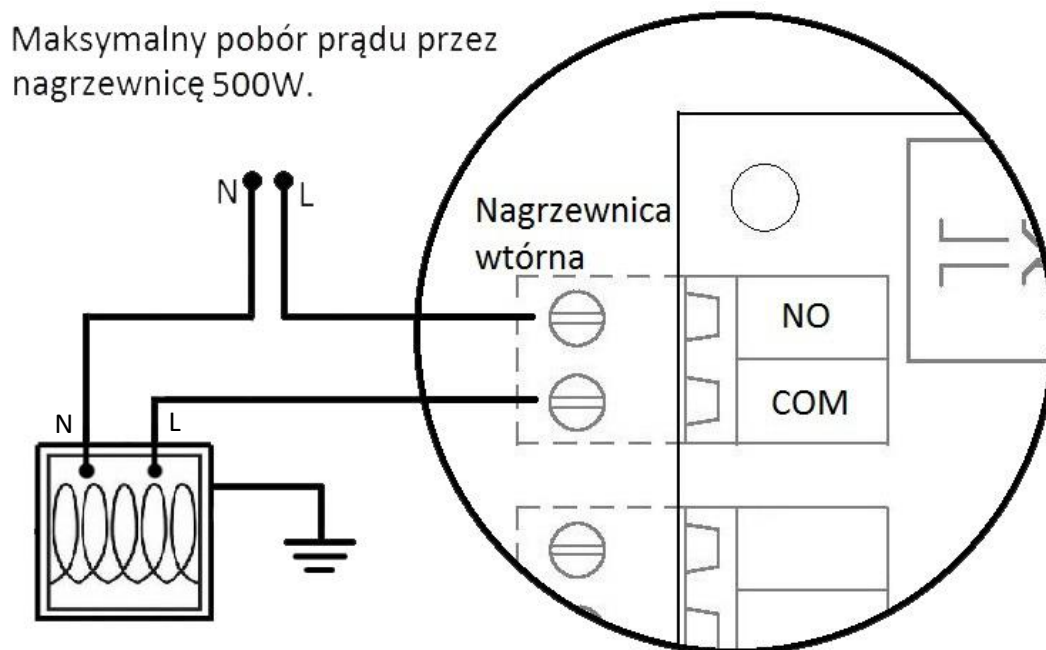 Maksymalny pobór prądu przez
nagrzewnicę 500W.
N L
Nagrzewnica
wtórna
NO
COM
N L